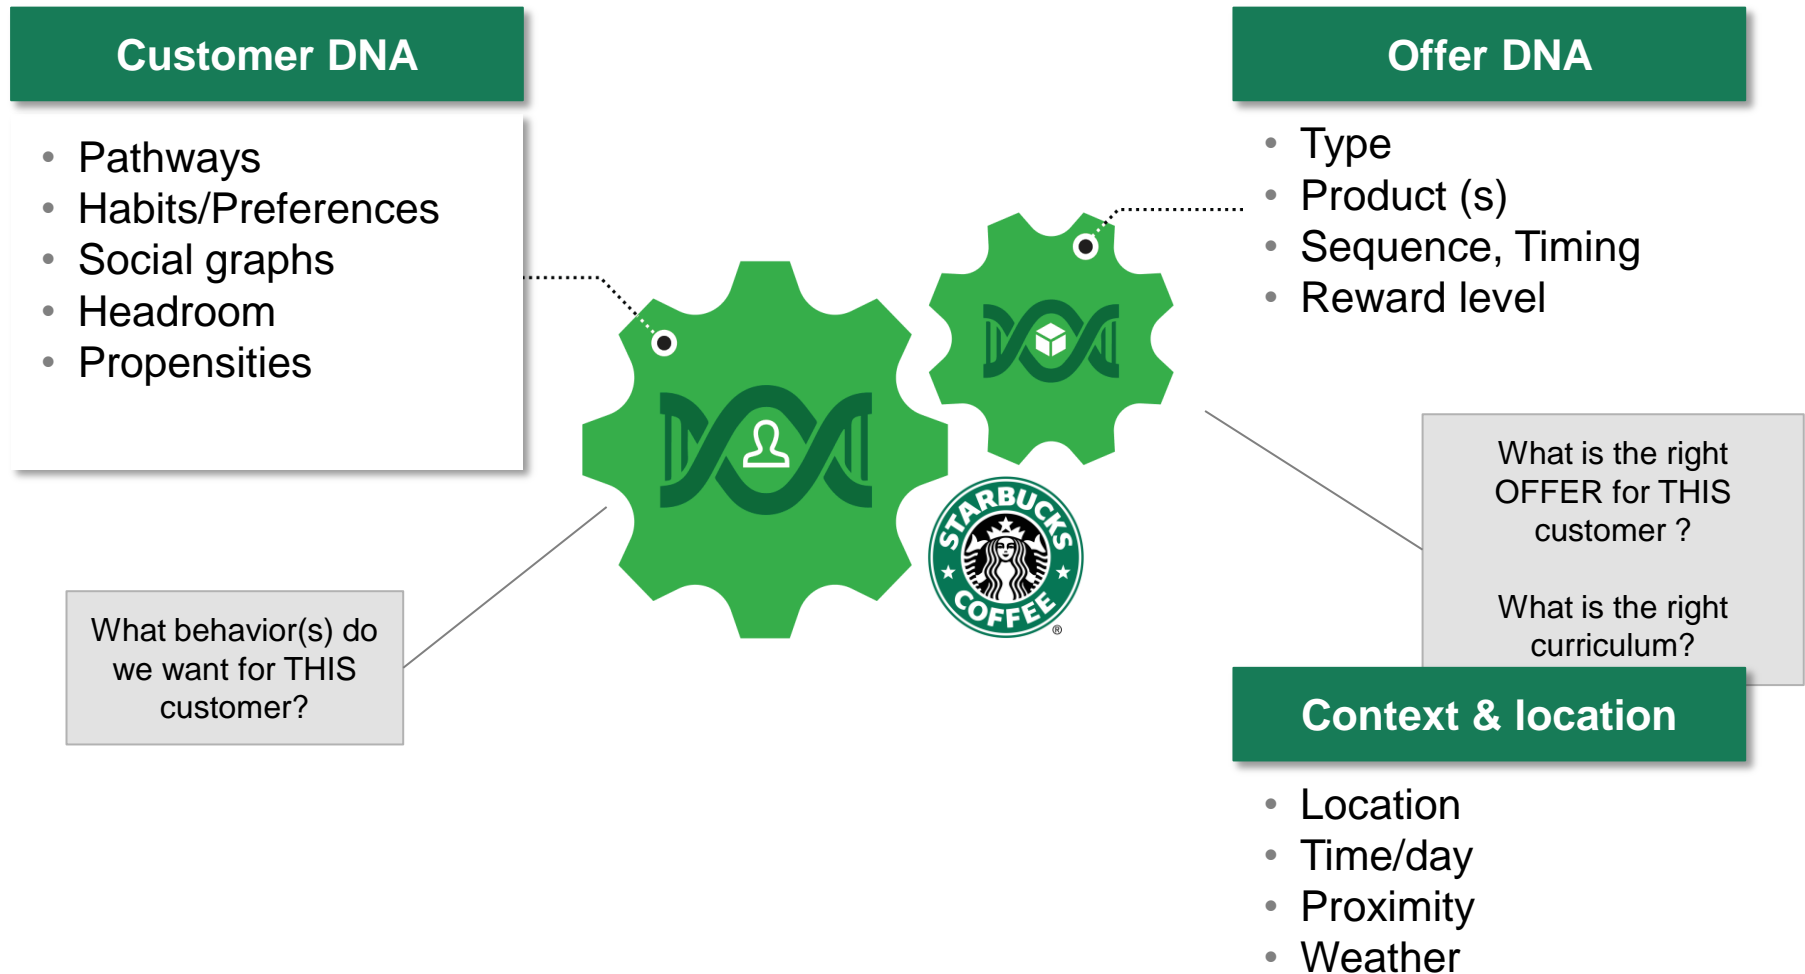 Customer DNA
• Pathways
• Habits/Preferences
• Social graphs
• Headroom
• Propensities
What behavior(s) do
we want for THIS
customer?
STARBUCKS
COFFEE
®
Offer DNA
• Type
• Product (s)
• Sequence, Timing
• Reward level
What is the right
OFFER for THIS
customer ?
What is the right
curriculum?
Context & location
• Location
• Time/day
• Proximity
• Weather